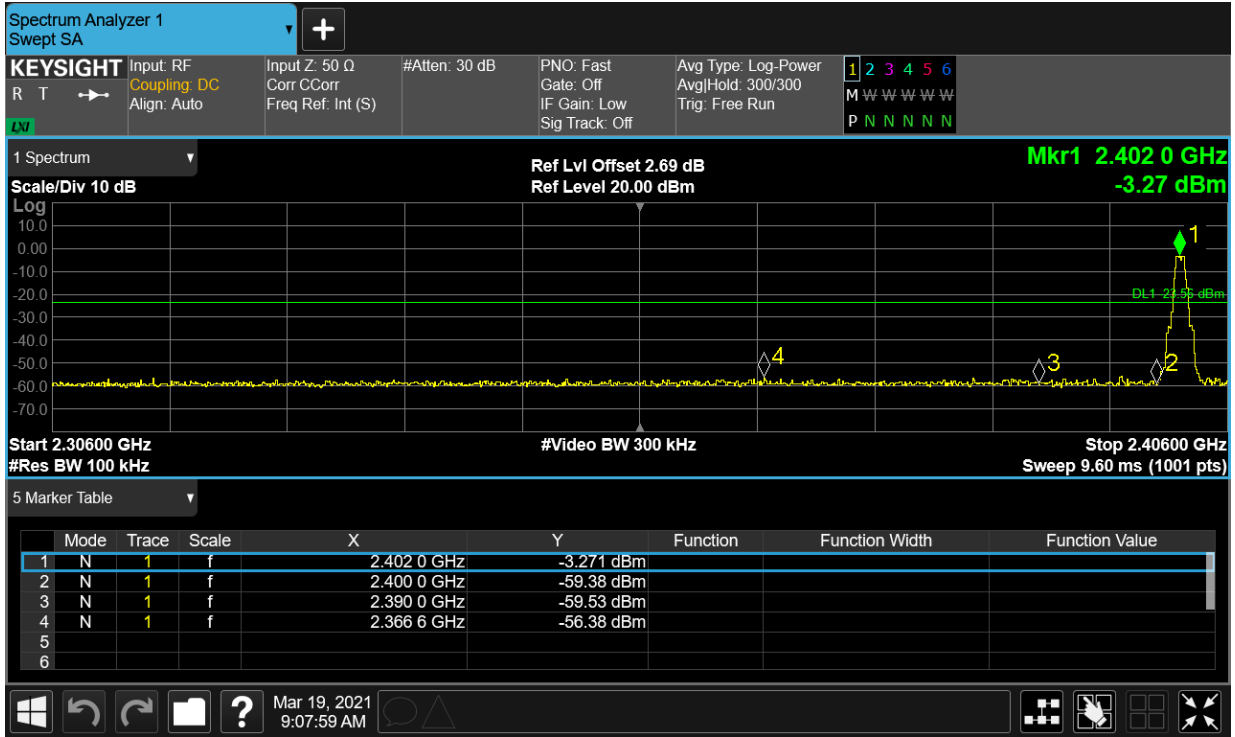 Spectrum Analyzer 1
Swept SA
KEYSIGHT Input: RF Input Z: 50 Ω #Atten: 30 dB PNO: Fast Avg Type: Log-Power 1 2 3 4 5 6
R T Coupling: DC Corr CCorr Gate: Off Avg|Hold: 300/300 M W W W W W
Align: Auto Freq Ref: Int (S) IF Gain: Low Trig: Free Run
LXI Sig Track: Off P N N N N N N
1 Spectrum Ref Lvl Offset 2.69 dB Mkr1 2.402 0 GHz
Scale/Div 10 dB Ref Level 20.00 dBm -3.27 dBm
Log
10.0
1
0.00
-10.0
-20.0
DL1 -23.56 dBm
-30.0
-40.0
-50.0
4
3
2
-60.0
-70.0
Start 2.30600 GHz #Video BW 300 kHz Stop 2.40600 GHz
#Res BW 100 kHz Sweep 9.60 ms (1001 pts)
5 Marker Table
Mode Trace Scale X Y Function Function Width Function Value
1 N 1 f 2.402 0 GHz -3.271 dBm
2 N 1 f 2.400 0 GHz -59.38 dBm
3 N 1 f 2.390 0 GHz -59.53 dBm
4 N 1 f 2.366 6 GHz -56.38 dBm
5
6
? Mar 19, 2021
9:07:59 AM